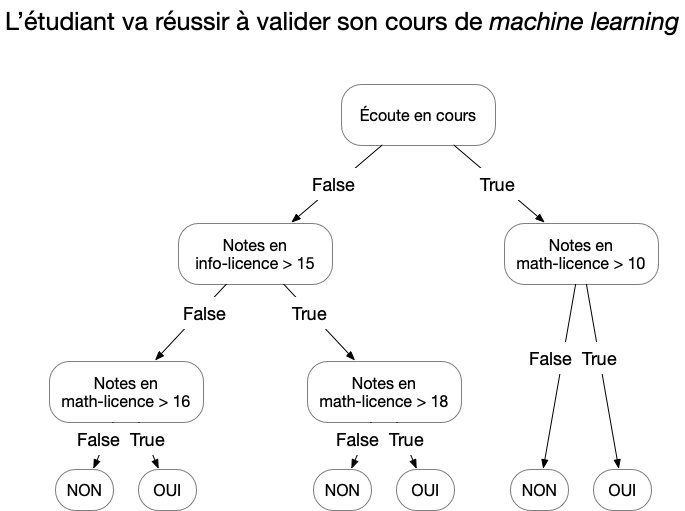 L'étudiant va réussir à valider son cours de machine learning
Écoute en cours
False
True
Notes en
info-licence > 15
Notes en
math-licence > 10
False
True
False
True
Notes en
math-licence > 16
Notes en
math-licence > 18
False
True
False
True
NON
OUI
NON
OUI
NON
OUI